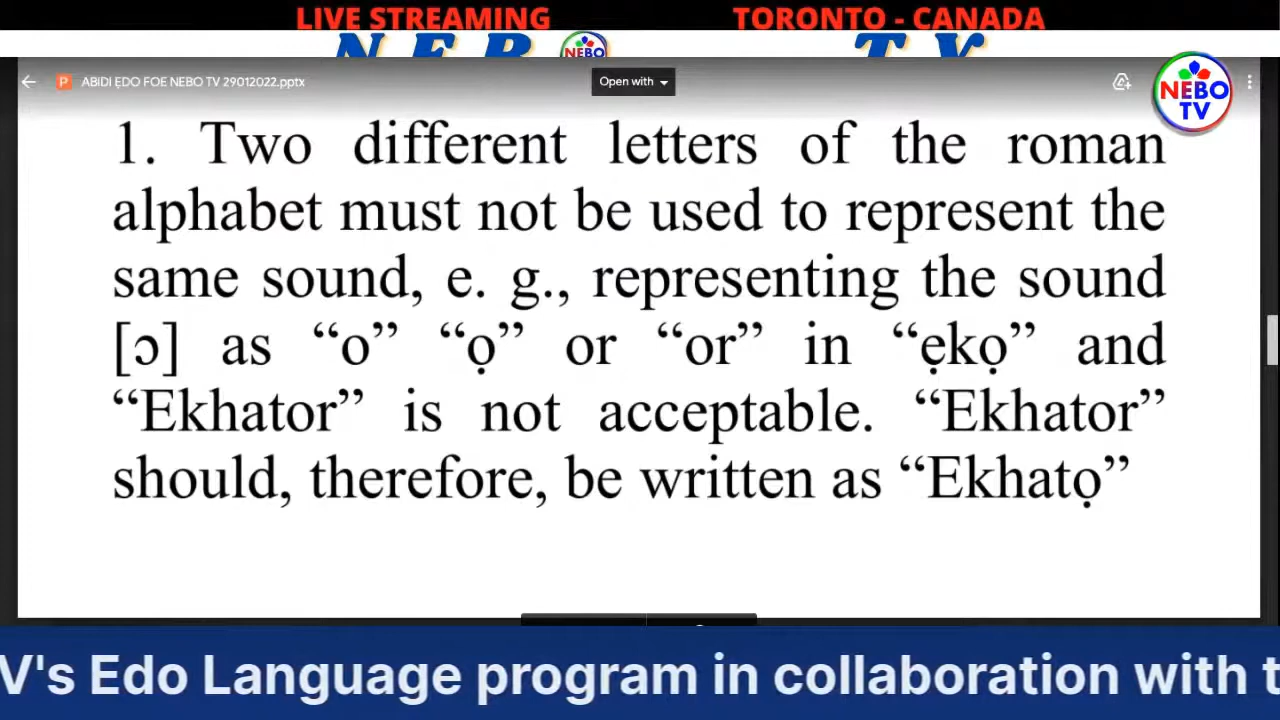 LIVE STREAMING TORONTO - CANADA
NEBO
TV
ABIDI ẸDO FOE NEBO TV 29012022.pptx
Open with
NEBO
TV
1. Two different letters of the roman
alphabet must not be used to represent the
same sound, e. g., representing the sound
[ɔ] as “o” “ọ” or “or” in “ẹkọ” and
“Ekhator” is not acceptable. “Ekhator”
should, therefore, be written as “Ekhatọ”
V's Edo Language program in collaboration with t